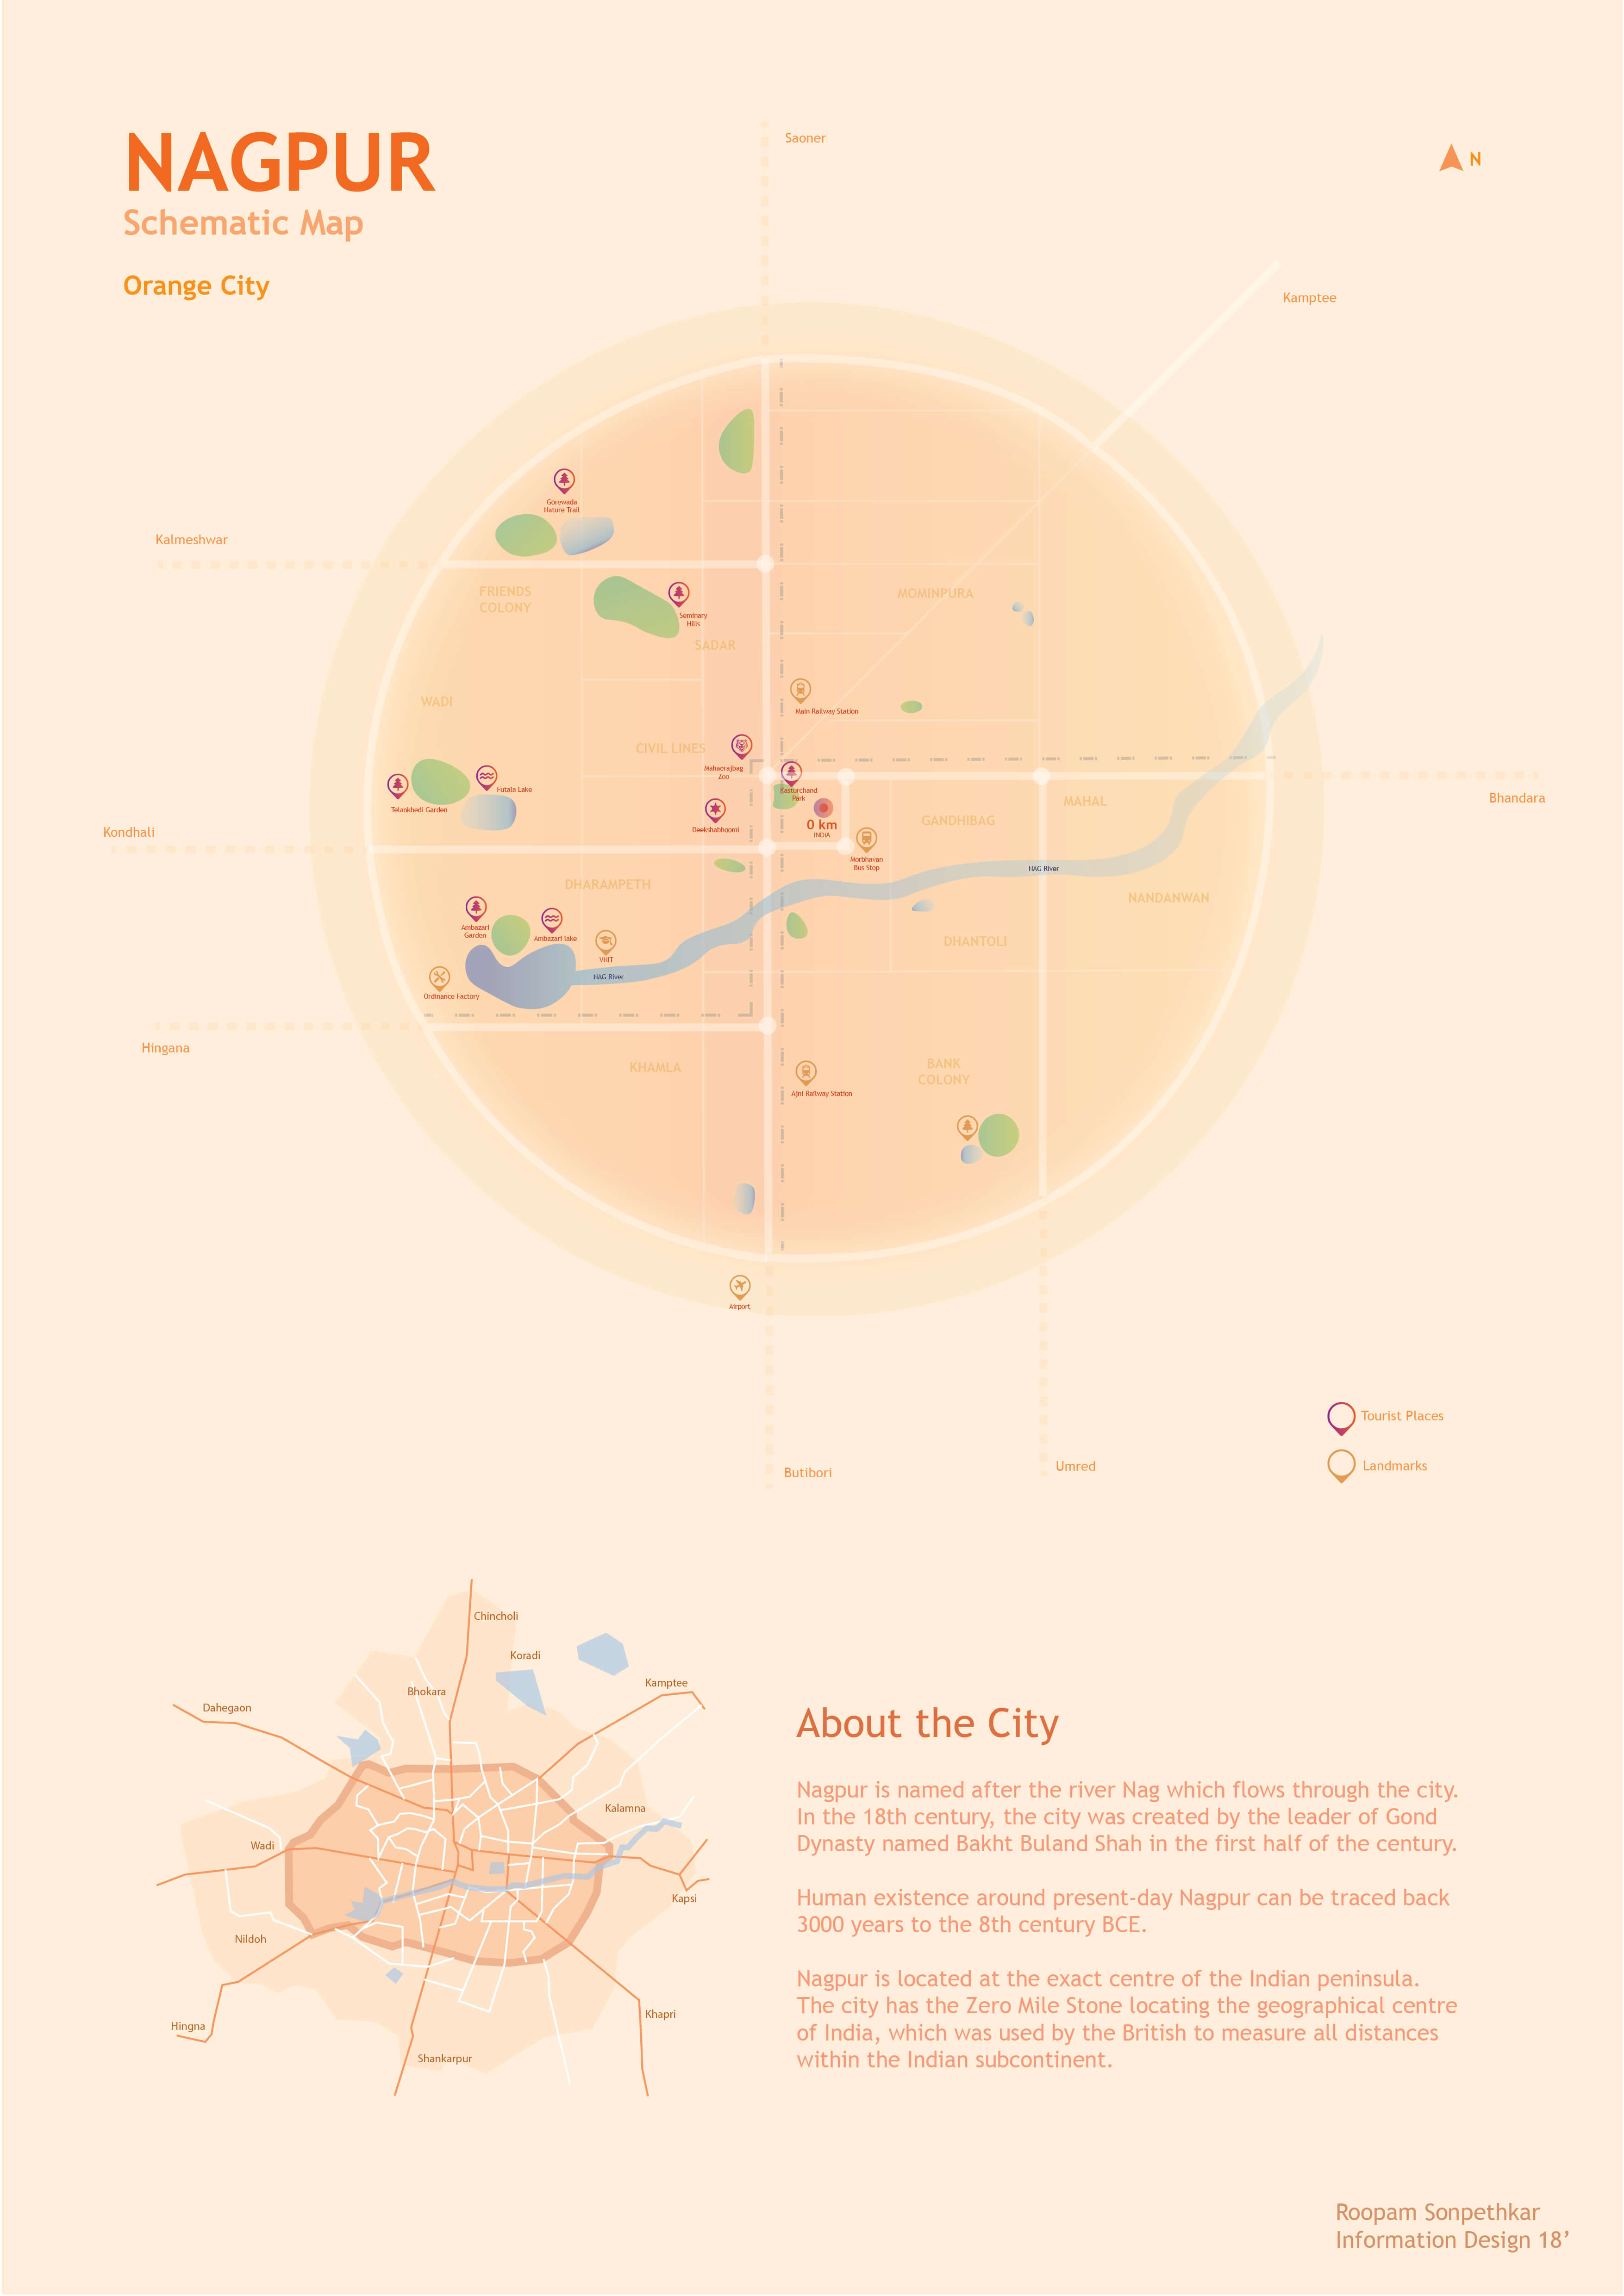 NAGPUR
Schematic Map
Orange City
Saoner
N
Kamptee
Gorewada
Nature Trail
Kalmeshwar
FRIENDS
COLONY
Seminary
Hills
SADAR
MOMINPURA
WADI
Main Railway Station
CIVIL LINES
Mahaerajbag
Zoo
Telankhedi Garden
Futala Lake
Kasturchand
Park
Deekshabhoomi
0 km
INDIA
GANDHIBAG
MAHAL
Bhandara
Kondhali
Morbhavan
Bus Stop
NAG River
DHARAMPETH
NANDANWAN
Ambazari
Garden
Ambazari lake
VNIT
DHANTOLI
NAG River
Ordinance Factory
Hingana
KHAMLA
BANK
COLONY
Ajni Railway Station
Airport
Tourist Places
Landmarks
Butibori
Umred
Chincholi
Koradi
Kamptee
Bhokara
Dahegaon
Kalamna
Wadi
Kapsi
Nildoh
Khapri
Hingna
Shankarpur
About the City
Nagpur is named after the river Nag which flows through the city.
In the 18th century, the city was created by the leader of Gond
Dynasty named Bakht Buland Shah in the first half of the century.
Human existence around present-day Nagpur can be traced back
3000 years to the 8th century BCE.
Nagpur is located at the exact centre of the Indian peninsula.
The city has the Zero Mile Stone locating the geographical centre
of India, which was used by the British to measure all distances
within the Indian subcontinent.
Roopam Sonpethkar
Information Design 18’